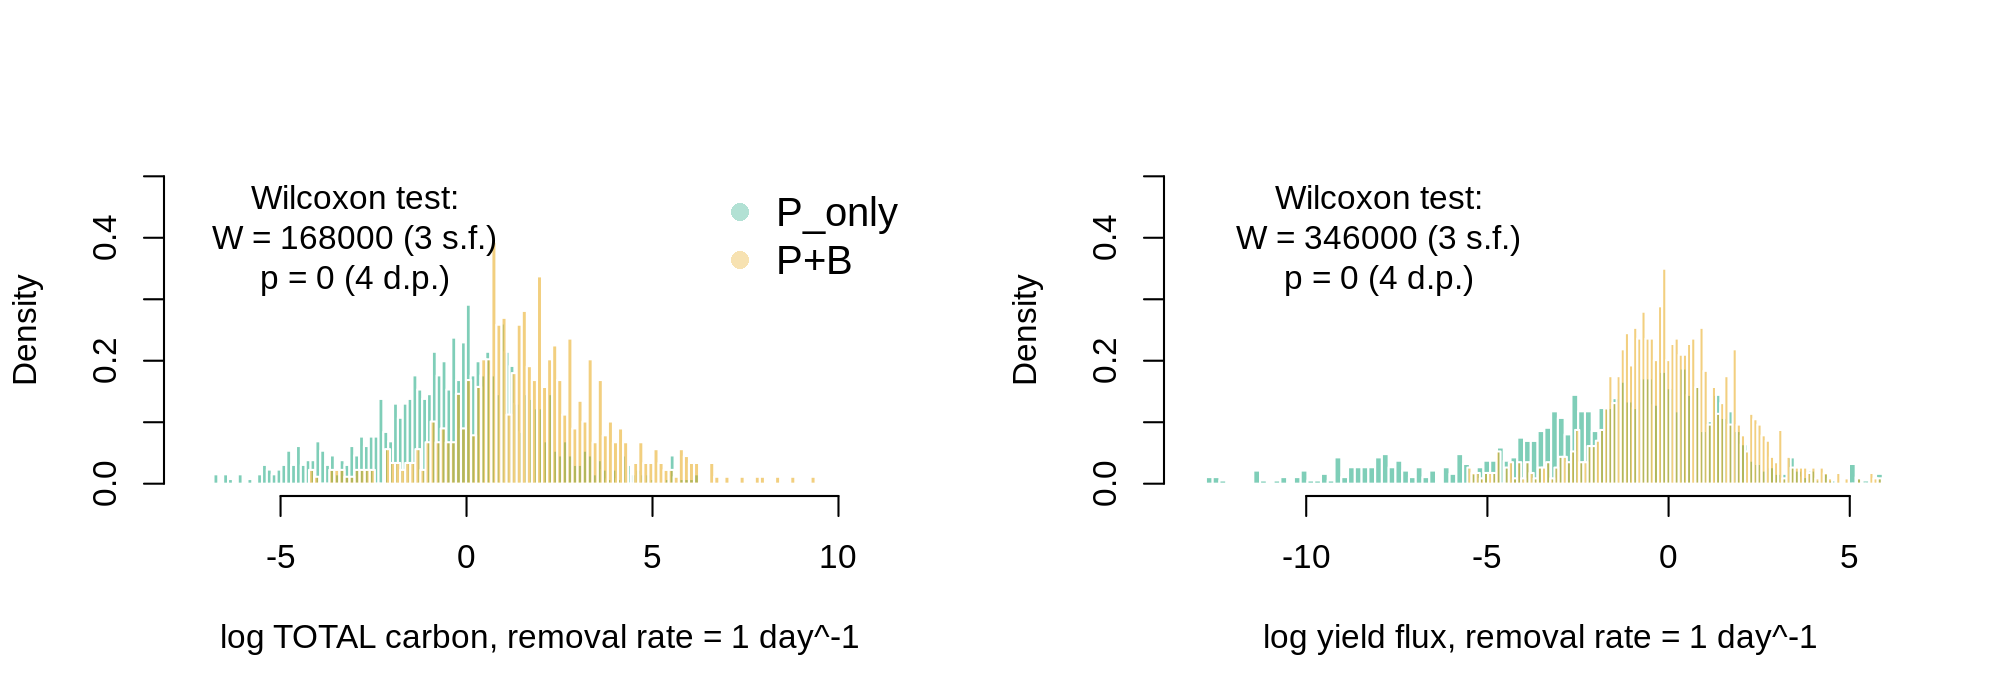 Wilcoxon test:
W = 168000 (3 s.f.)
p = 0 (4 d.p.)
P_only
P+B
Density
0.0
0.2
0.4
-5
0
5
10
log TOTAL carbon, removal rate = 1 day^-1
Wilcoxon test:
W = 346000 (3 s.f.)
p = 0 (4 d.p.)
Density
0.0
0.2
0.4
-10
-5
0
5
log yield flux, removal rate = 1 day^-1